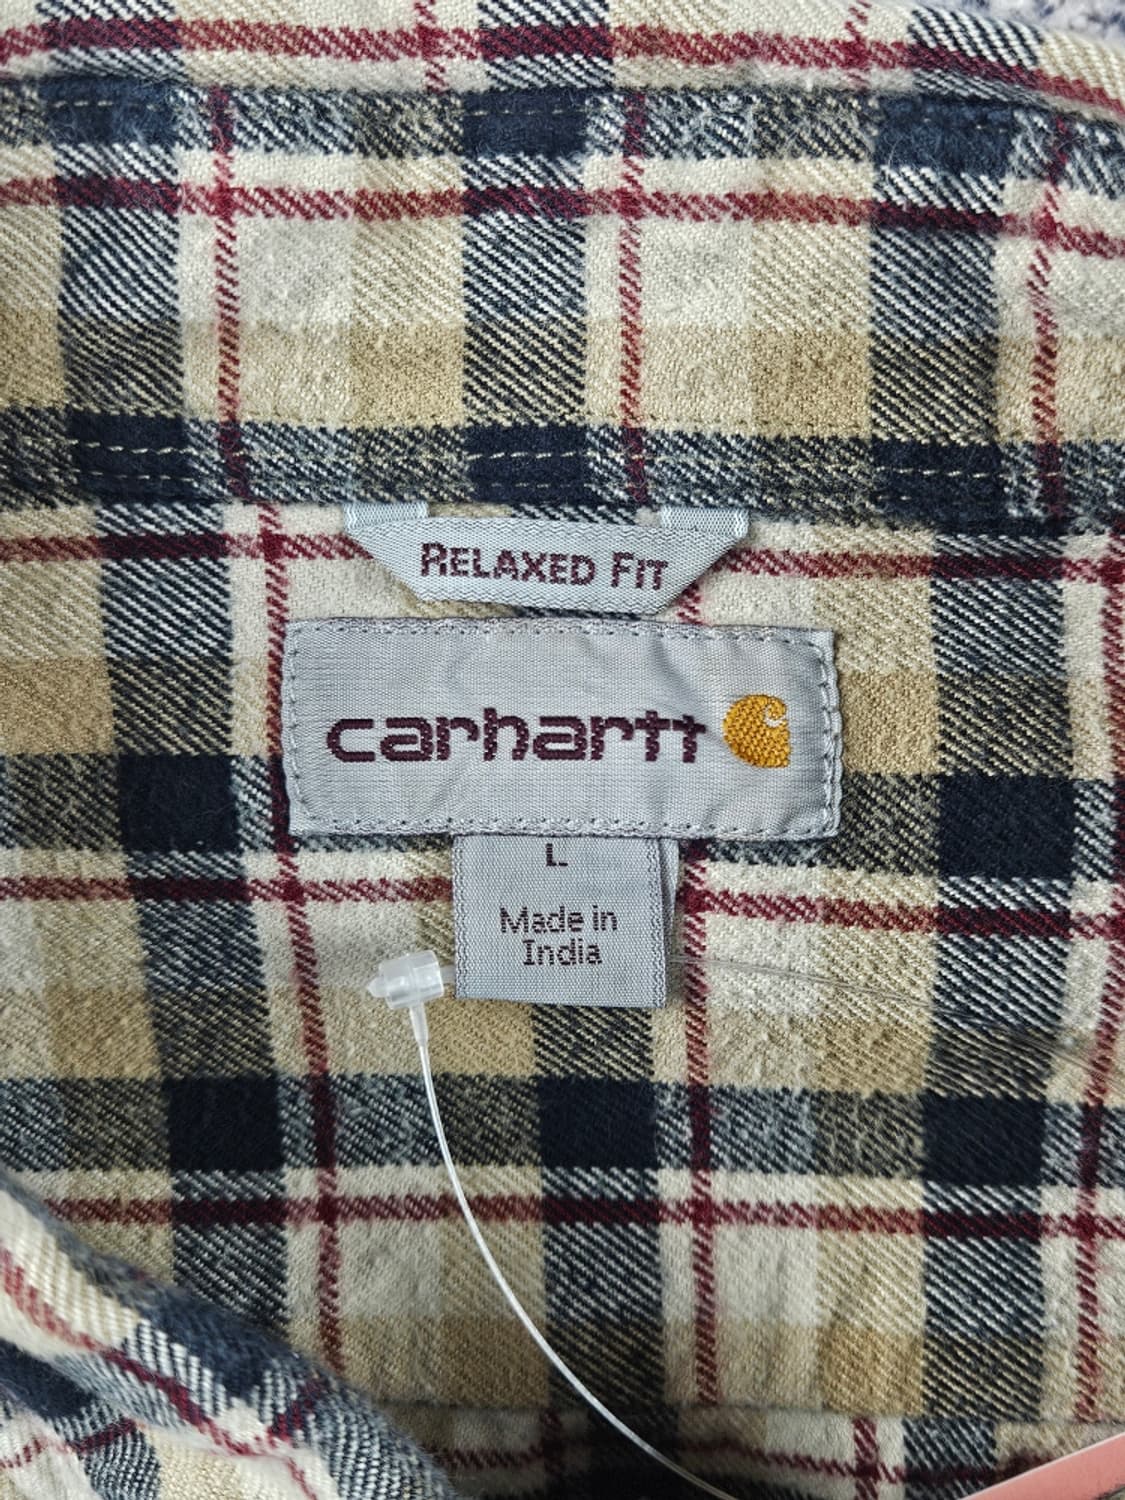 RELAXED FIT
carhartt
L
Made in
India